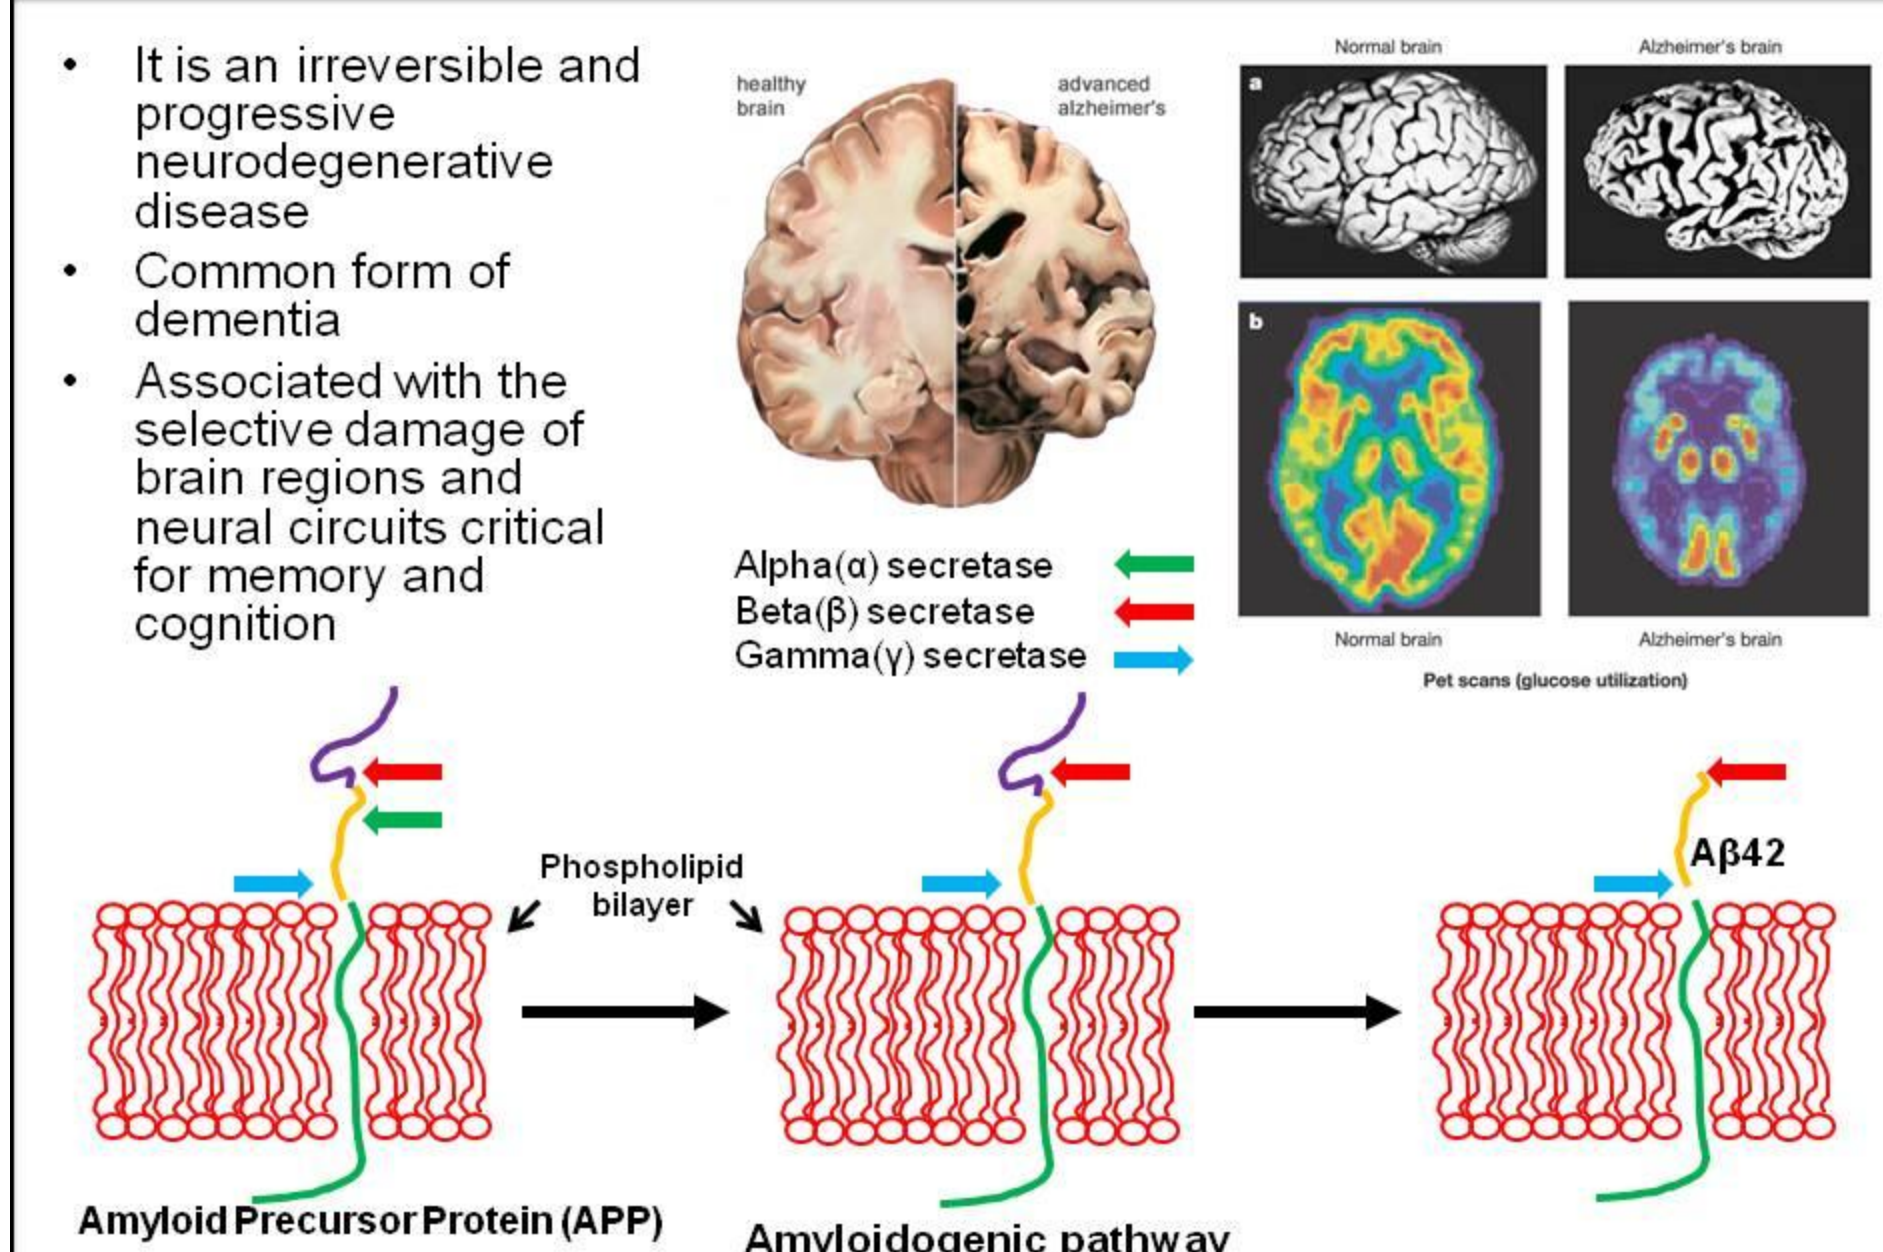 • It is an irreversible and
progressive
neurodegenerative
disease
• Common form of
dementia
• Associated with the
selective damage of
brain regions and
neural circuits critical
for memory and
cognition
healthy
brain
advanced
alzheimer's
Normal brain
Alzheimer's brain
a
b
Normal brain
Alzheimer's brain
Pet scans (glucose utilization)
Alpha(α) secretase
Beta(β) secretase
Gamma(γ) secretase
Phospholipid
bilayer
Aβ42
Amyloid Precursor Protein (APP)
Amyloidogenic pathway